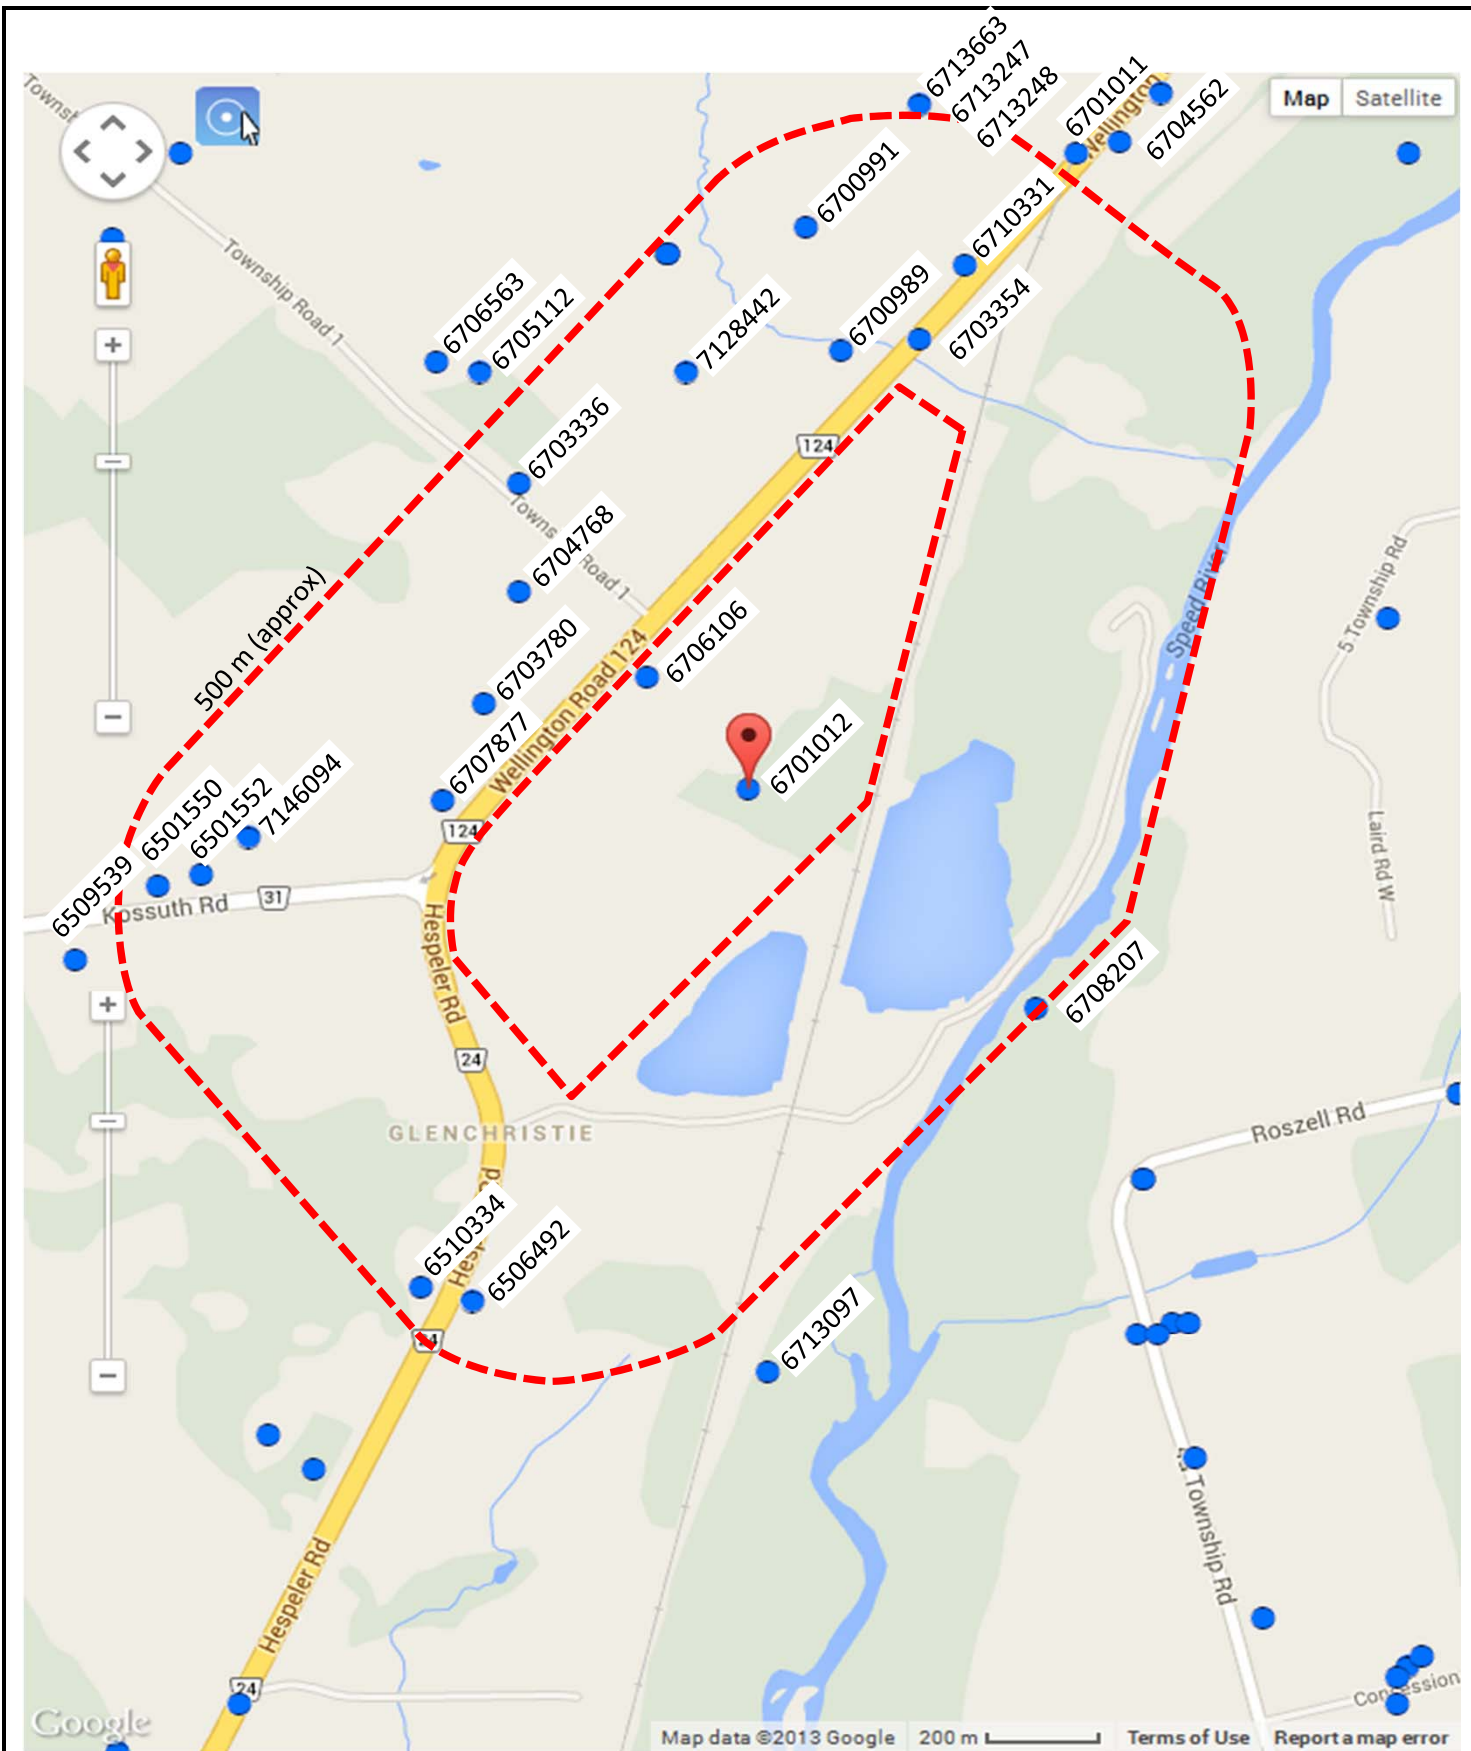 6713663
6713247
6713248
6701011
6704562
Wellington
Map
Satellite
Township Road 1
6700991
6710331
6706563
6705112
7128442
6700989
6703354
6703336
124
6704768
Township Road 1
500 m (approx)
6703780
6706106
Wellington Road 124
Speed River
5 Township Rd
6707877
6701012
124
6501550
6501552
7146094
6509539
Kossuth Rd
31
Laird Rd W
Hespeler Rd
6708207
24
GLENCHRISTIE
Roszell Rd
6510334
6506492
24
6713097
Township Rd
Hespeler Rd
24
Concession
Google
Map data ©2013 Google
200 m
Terms of Use
Report a map error